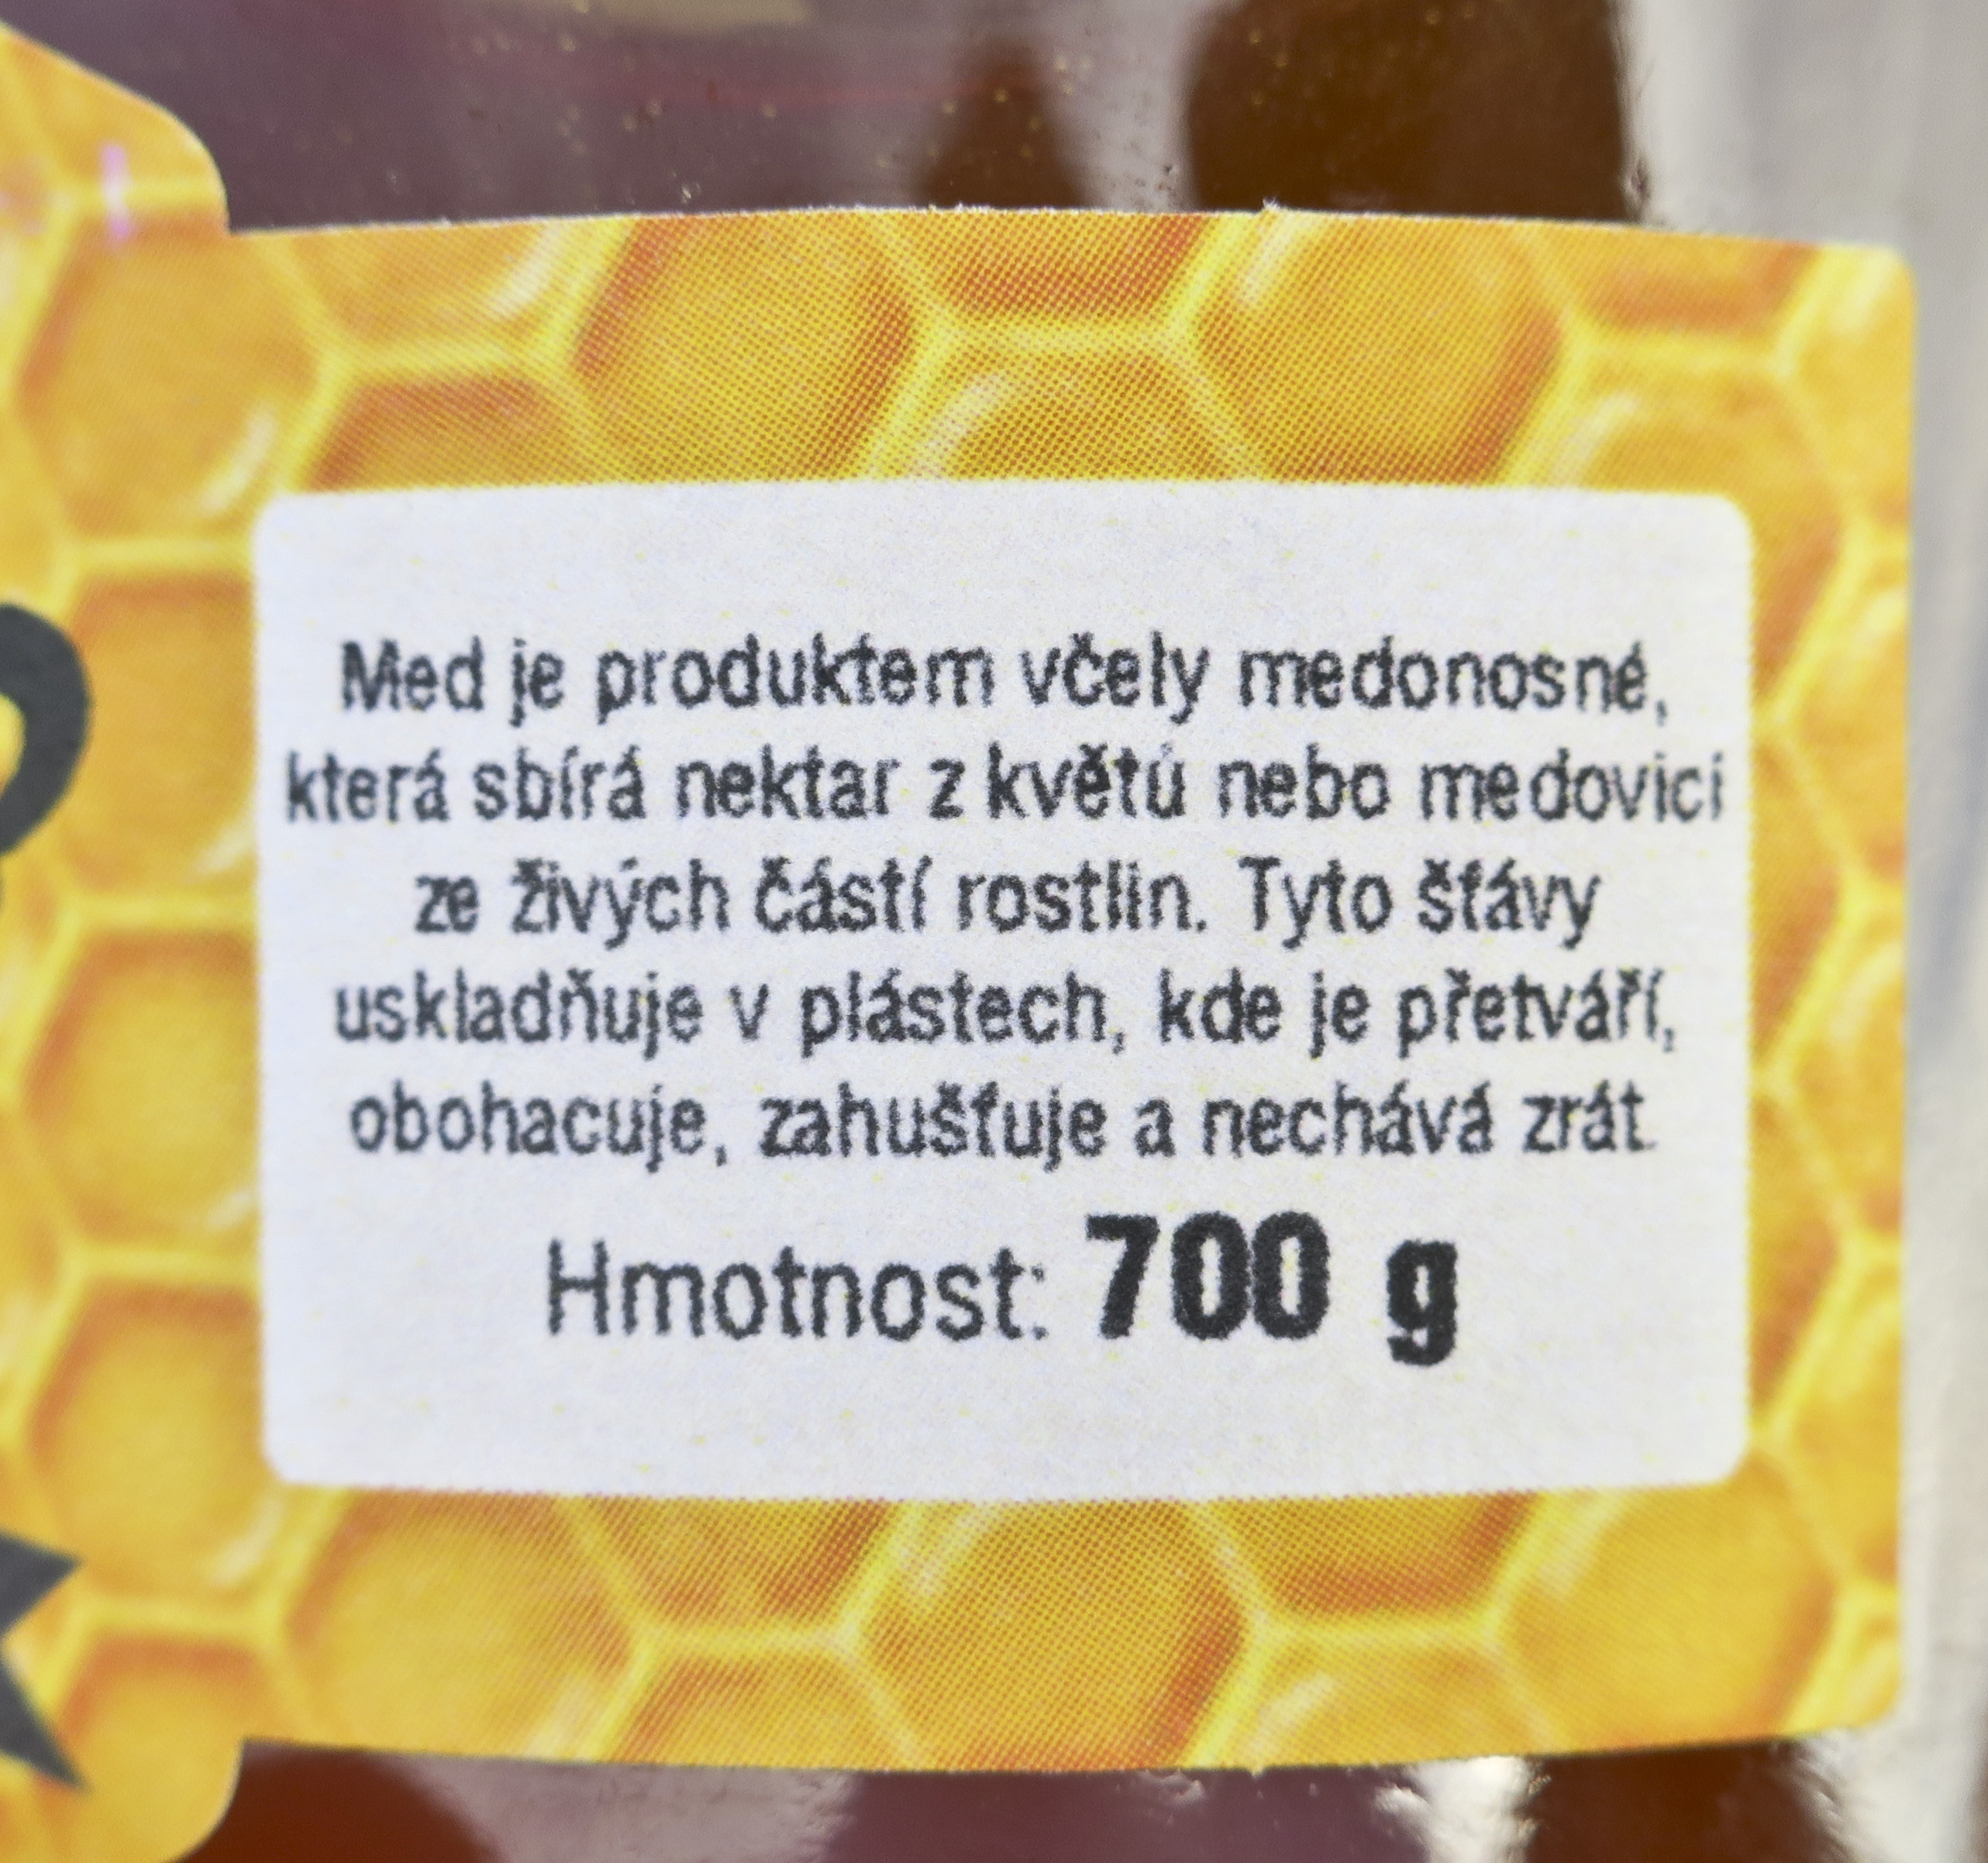 Med je produktem včely medonosné,
která sbírá nektar z květů nebo medovici
ze živých částí rostlin. Tyto šťávy
uskladňuje v plástech, kde je přetváří,
obohacuje, zahušťuje a nechává zrát.
Hmotnost: 700 g